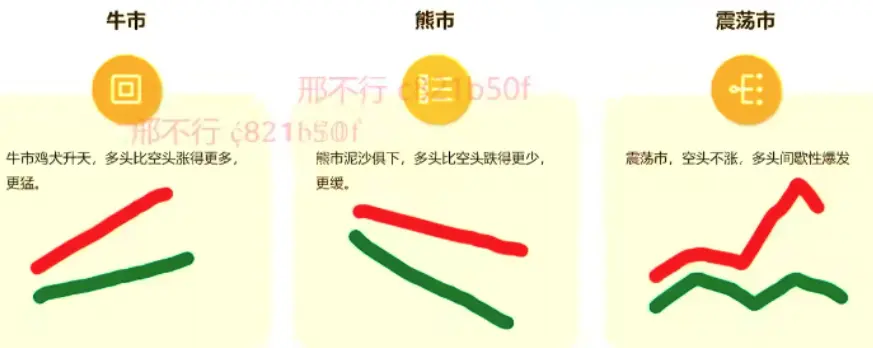 牛市
熊市
震荡市
邢不行 c821b50f
邢不行 c821b50f
牛市鸡犬升天，多头比空头涨得更多，
更猛。
熊市泥沙俱下，多头比空头跌得更少，
更缓。
震荡市，空头不涨，多头间歇性爆发